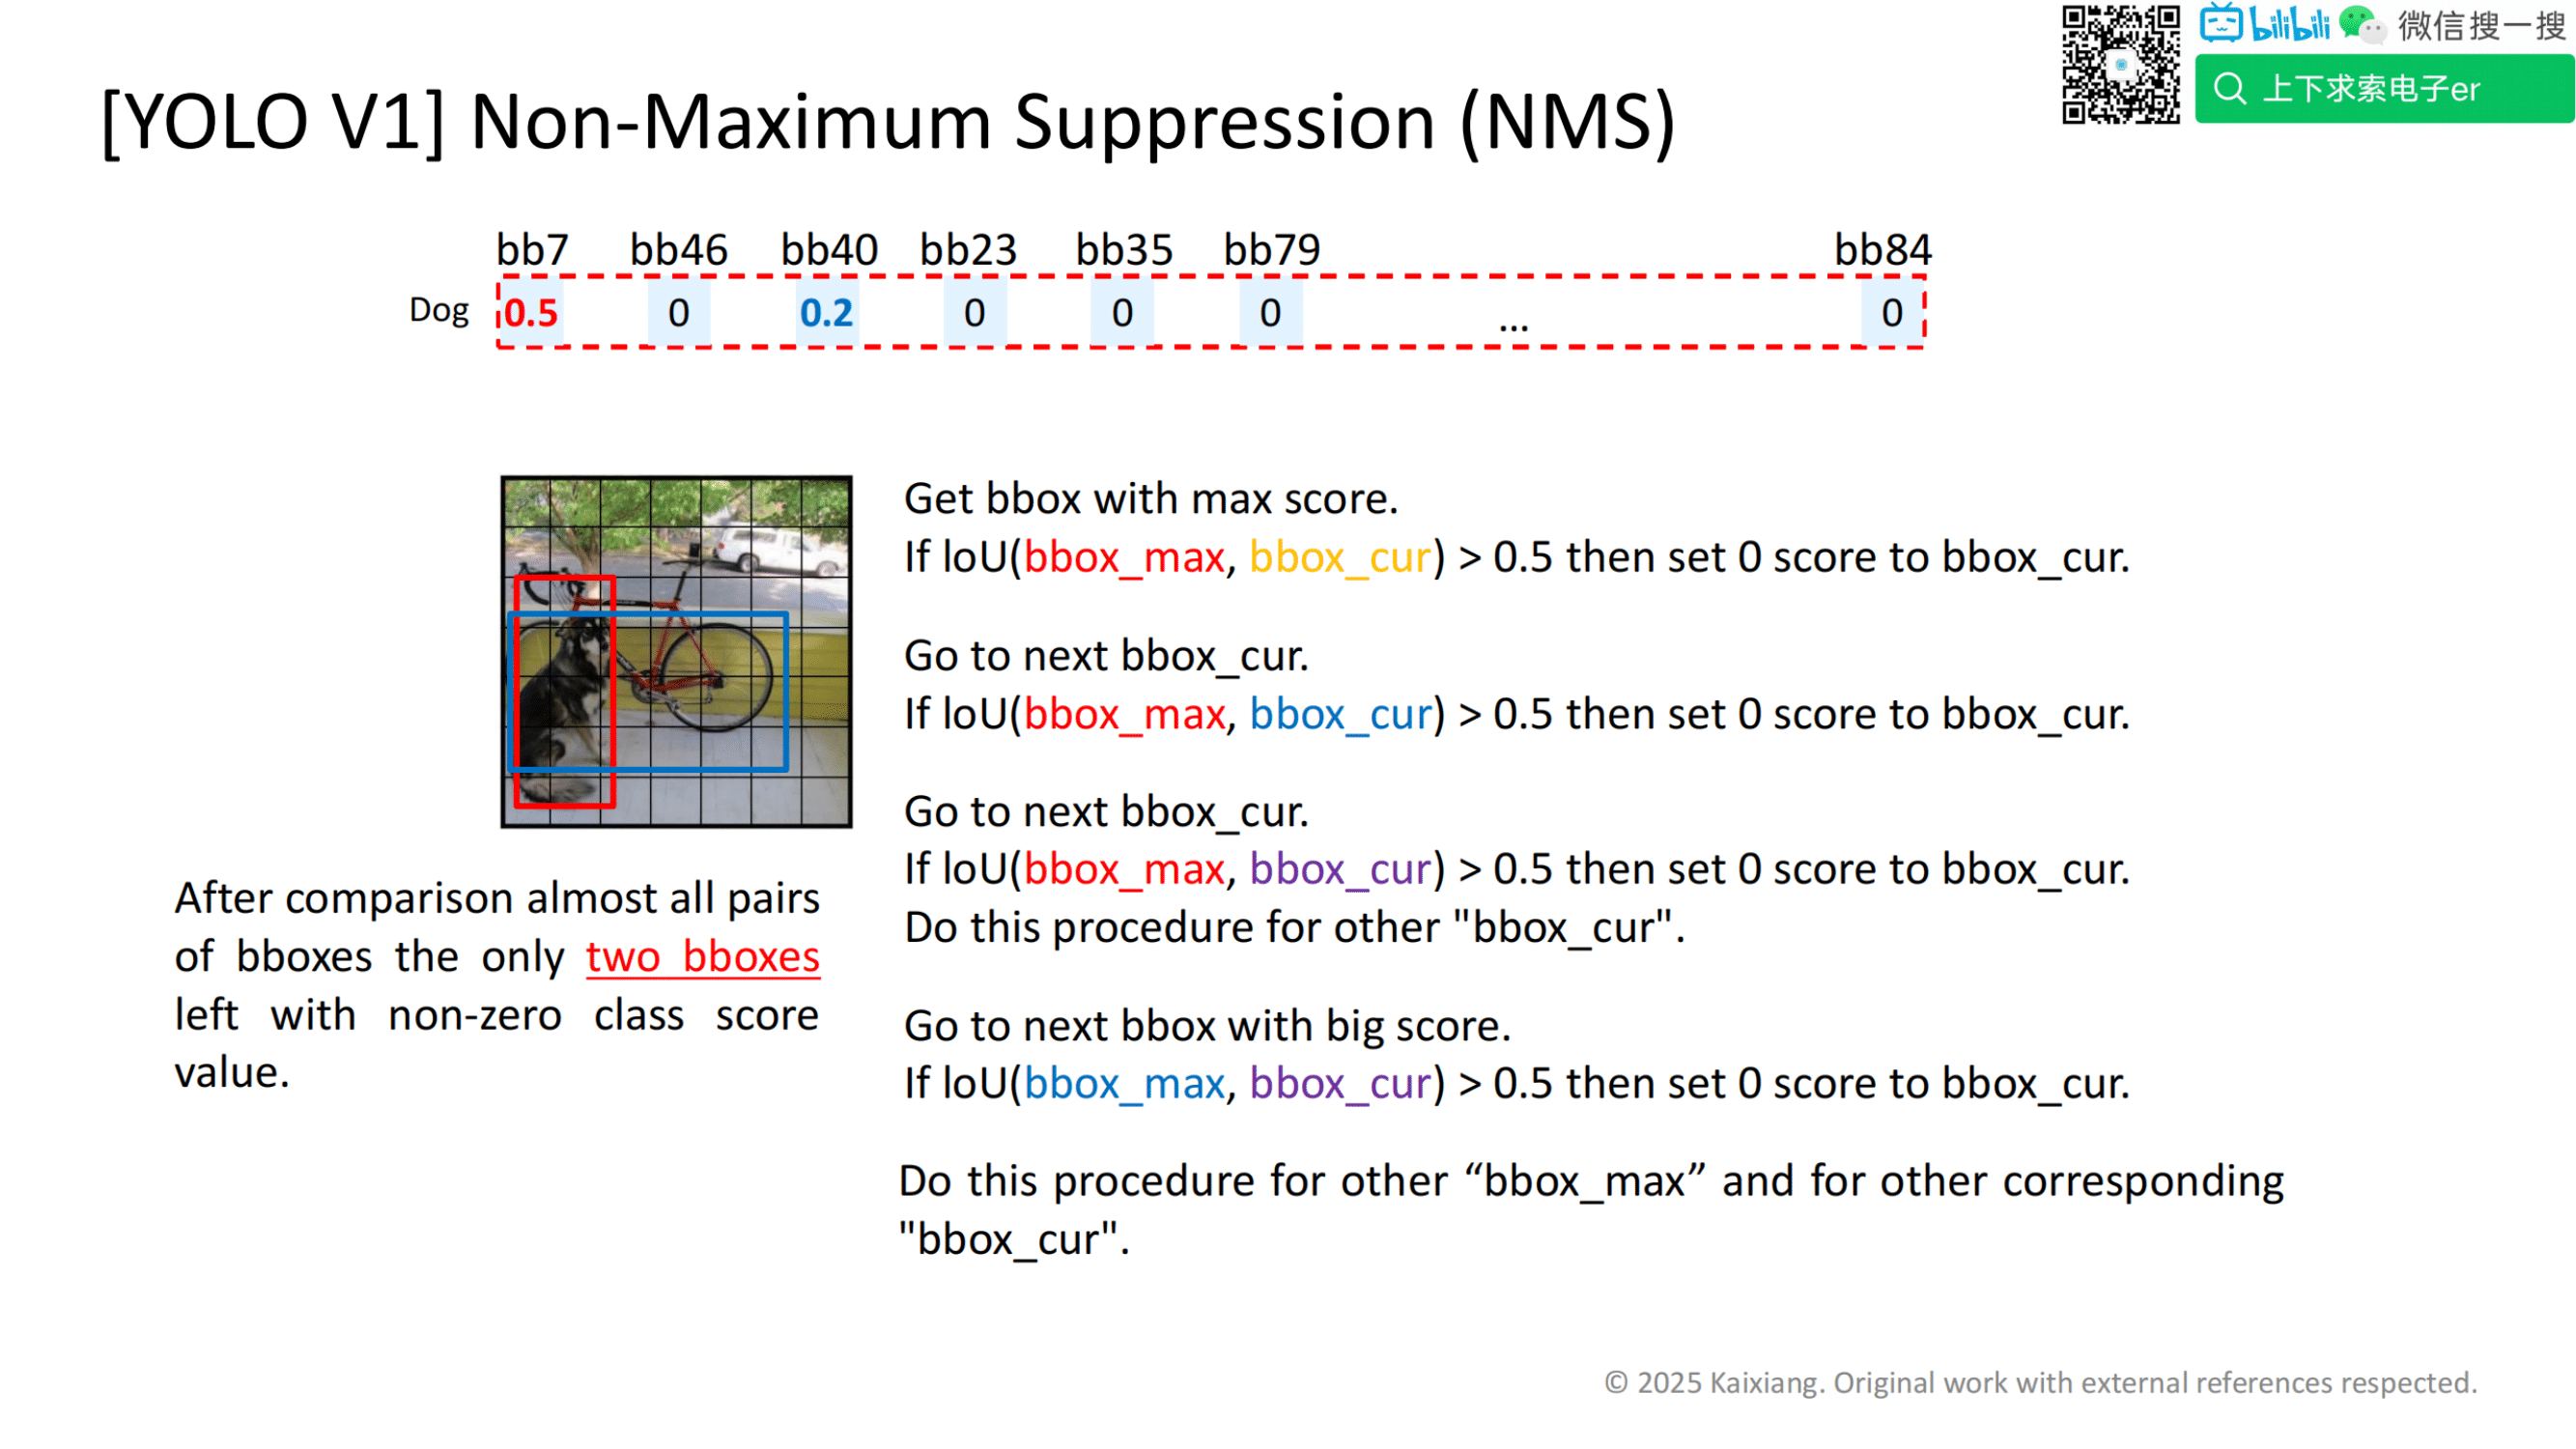 bilibili 微信搜一搜
上下求索电子er
[YOLO V1] Non-Maximum Suppression (NMS)
bb7 bb46 bb40 bb23 bb35 bb79 bb84
Dog 0.5 0 0.2 0 0 0 ... 0
Get bbox with max score.
If loU(bbox_max, bbox_cur) > 0.5 then set 0 score to bbox_cur.
Go to next bbox_cur.
If loU(bbox_max, bbox_cur) > 0.5 then set 0 score to bbox_cur.
Go to next bbox_cur.
If loU(bbox_max, bbox_cur) > 0.5 then set 0 score to bbox_cur.
Do this procedure for other "bbox_cur".
Go to next bbox with big score.
If loU(bbox_max, bbox_cur) > 0.5 then set 0 score to bbox_cur.
Do this procedure for other “bbox_max” and for other corresponding
"bbox_cur".
After comparison almost all pairs
of bboxes the only two bboxes
left with non-zero class score
value.
© 2025 Kaixiang. Original work with external references respected.